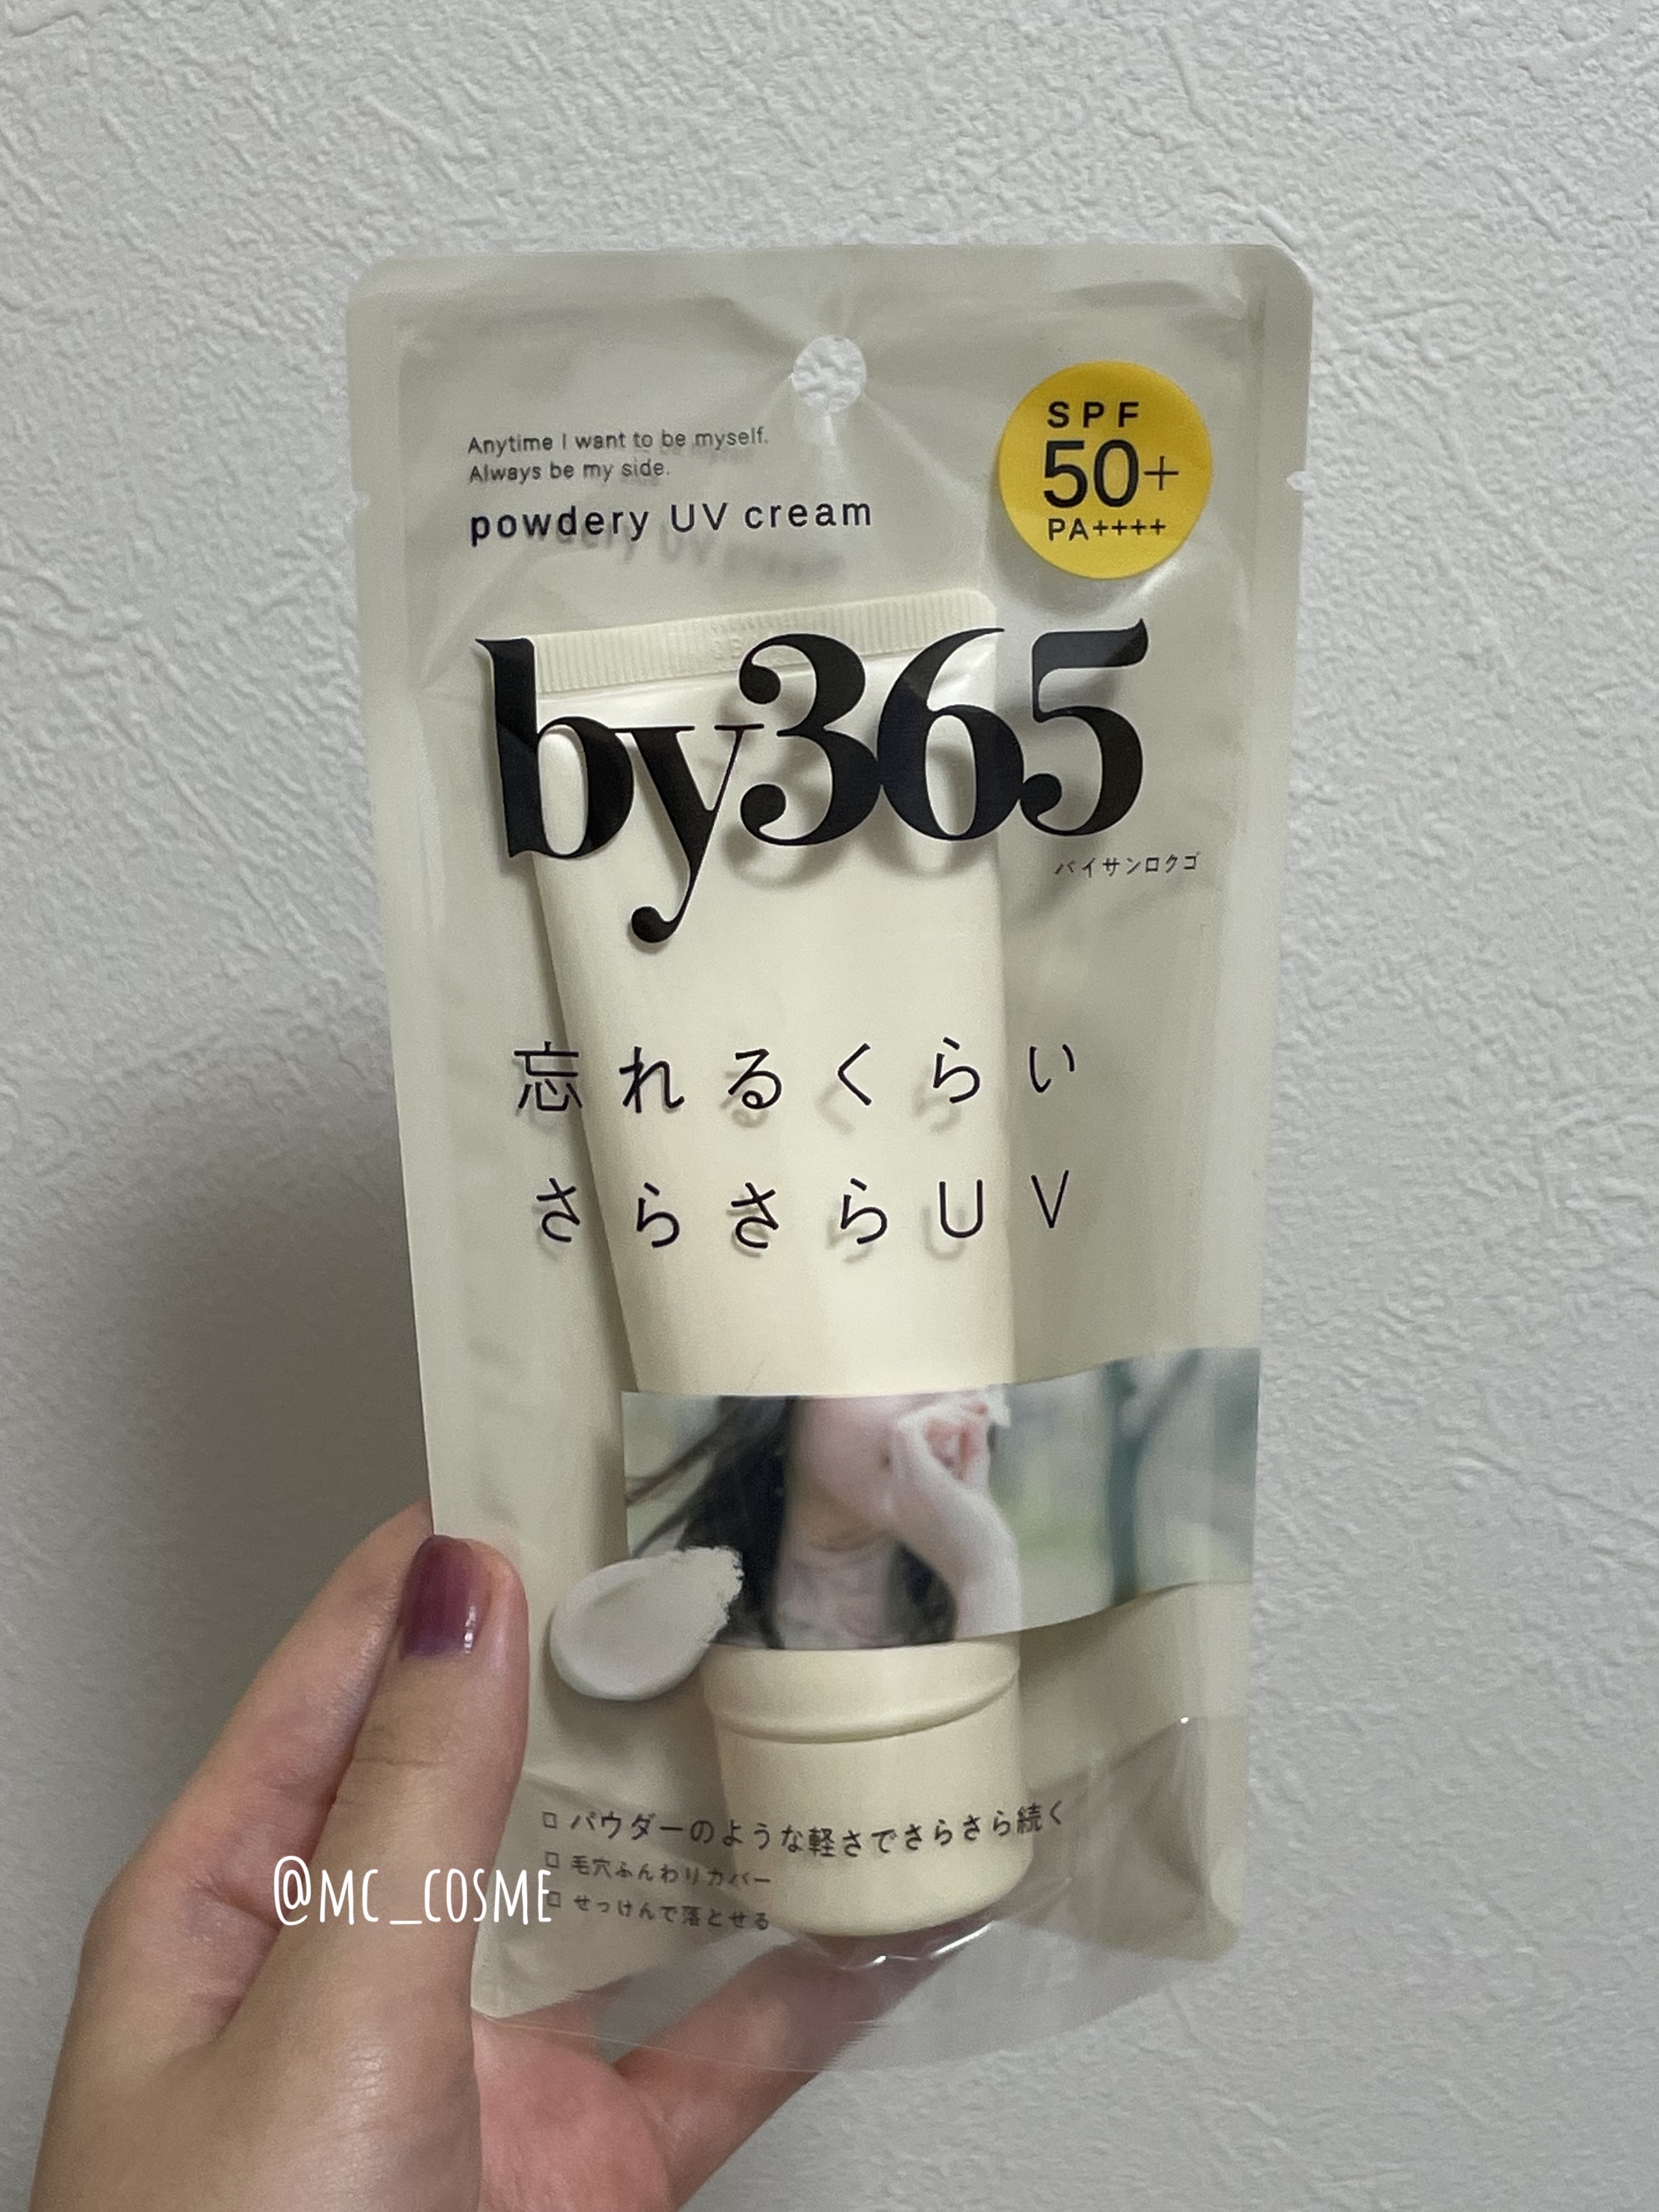 Anytime I want to be myself.
Always be my side.
powdery UV cream
SPF
50+
PA++++
by365
バイサンロクゴ
忘れるくらい
さらさらUV
□ パウダーのような軽さでさらさら続く
□ 毛穴ふんわりカバー
□ せっけんで落とせる
@MC_COSME